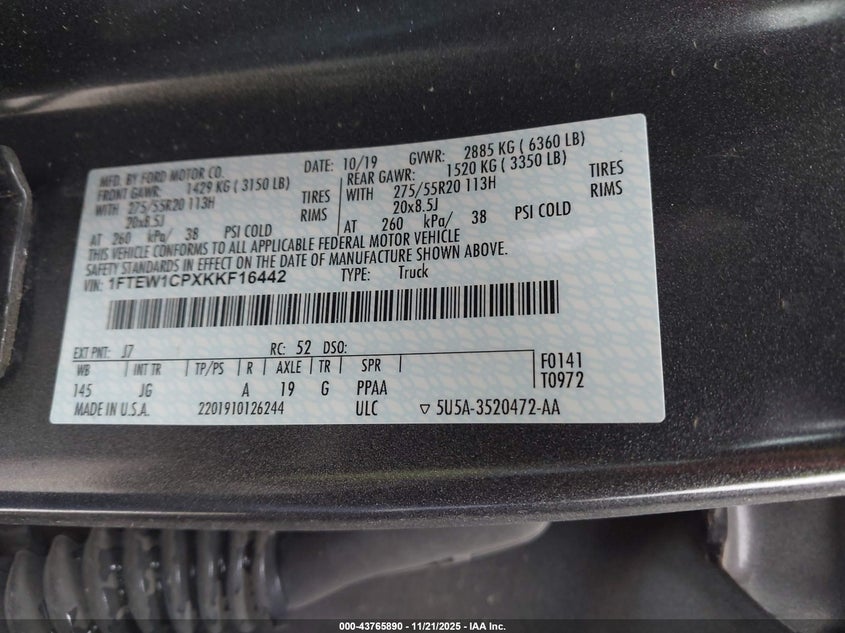 MFD. BY FORD MOTOR CO.
DATE: 10/19 GVWR: 2885 KG ( 6360 LB)
FRONT GAWR: 1429 KG ( 3150 LB)
WITH 275/55R20 113H TIRES
20x8.5J RIMS
AT 260 kPa/ 38 PSI COLD
REAR GAWR: 1520 KG ( 3350 LB)
WITH 275/55R20 113H TIRES
20x8.5J RIMS
AT 260 kPa/ 38 PSI COLD
THIS VEHICLE CONFORMS TO ALL APPLICABLE FEDERAL MOTOR VEHICLE
SAFETY STANDARDS IN EFFECT ON THE DATE OF MANUFACTURE SHOWN ABOVE.
VIN: 1FTEW1CPXKKF16442 TYPE: Truck
EXT PNT: J7 RC: 52 DSO:
WB INT TR TP/PS R AXLE TR SPR
145 JG A 19 G PPAA
F0141
T0972
MADE IN U.S.A. 2201910126244 ULC ▽ 5U5A-3520472-AA
000-43765890 - 11/21/2025 - IAA Inc.